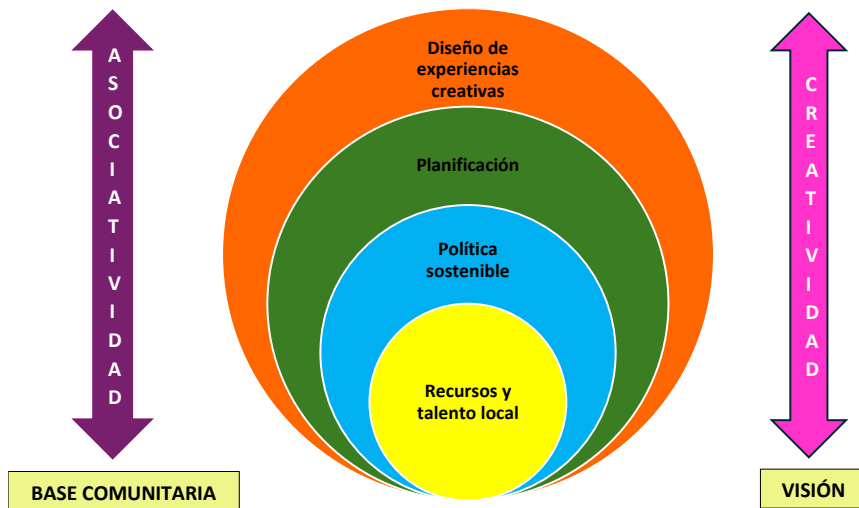 ASOCIATIVIDAD
Diseño de
experiencias
creativas
Planificación
Política
sostenible
Recursos y
talento local
CREATIVIDAD
BASE COMUNITARIA
VISIÓN